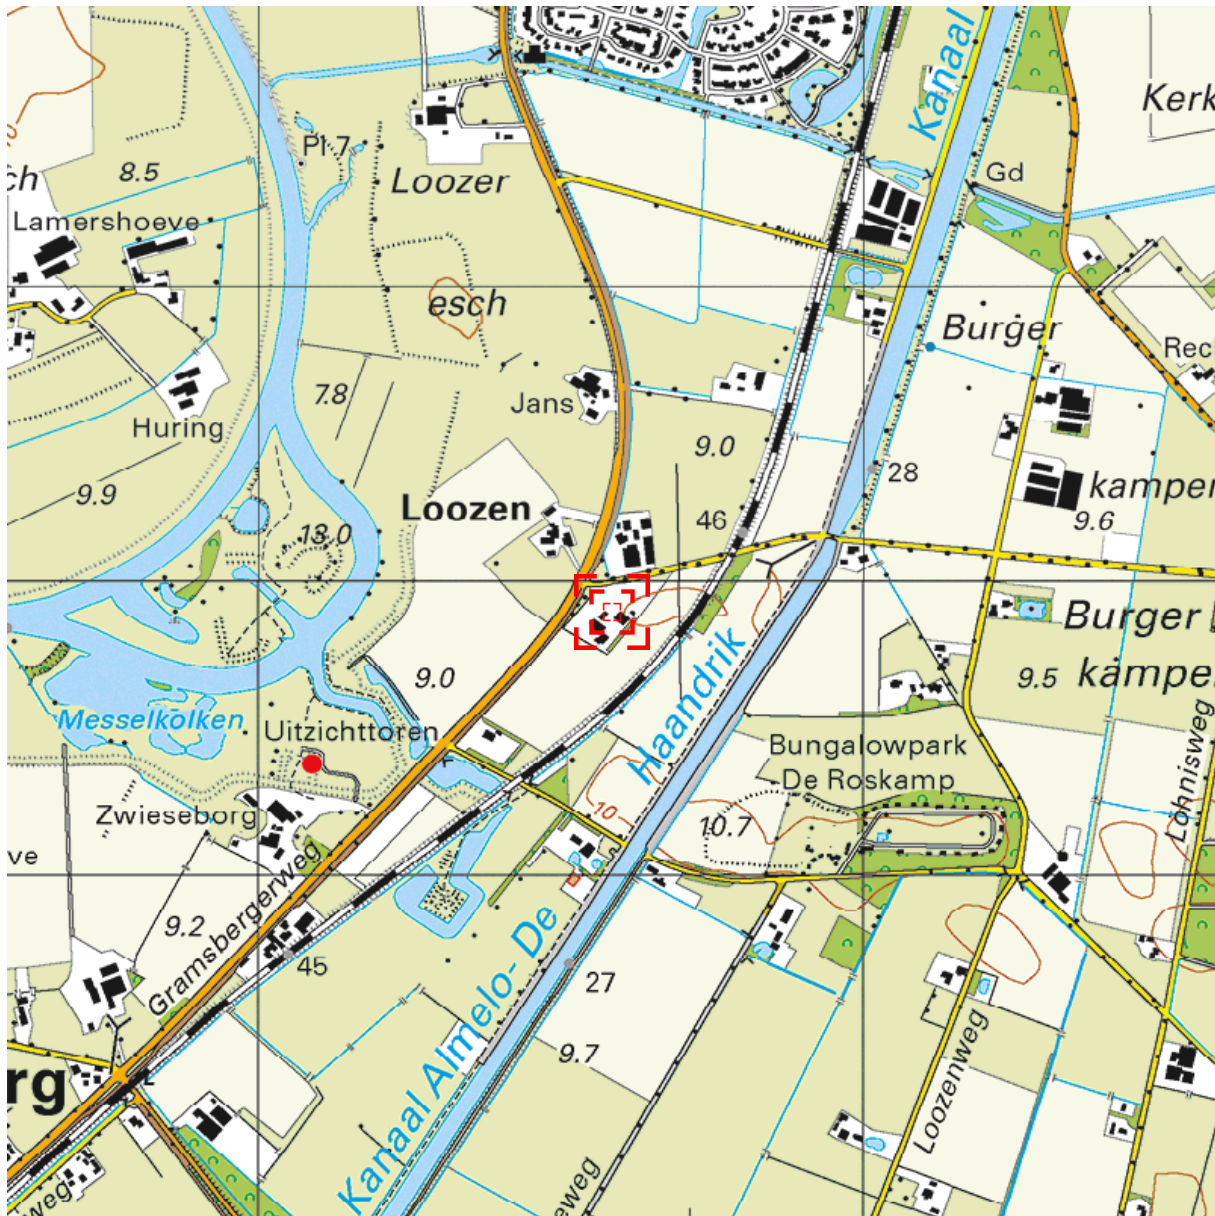 Kanaal
Kerk
Pl.7
ch
8.5
Loozer
Gd
Lamershoeve
esch
Burger
Rec
7.8
Jans
Huring
9.0
28
9.9
kamper
Loozen
46
9.6
13.0
Burger
9.0
9.5
kampe
Haandrik
Messelkolken
Uitzichttoren
Bungalowpark
De Roskamp
Lohnisweg
10
10.7
Zwieseborg
ve
Gramsbergerweg
9.2
45
27
Kanaal Almelo-De
9.7
Loozenweg
rg
weg
eweg